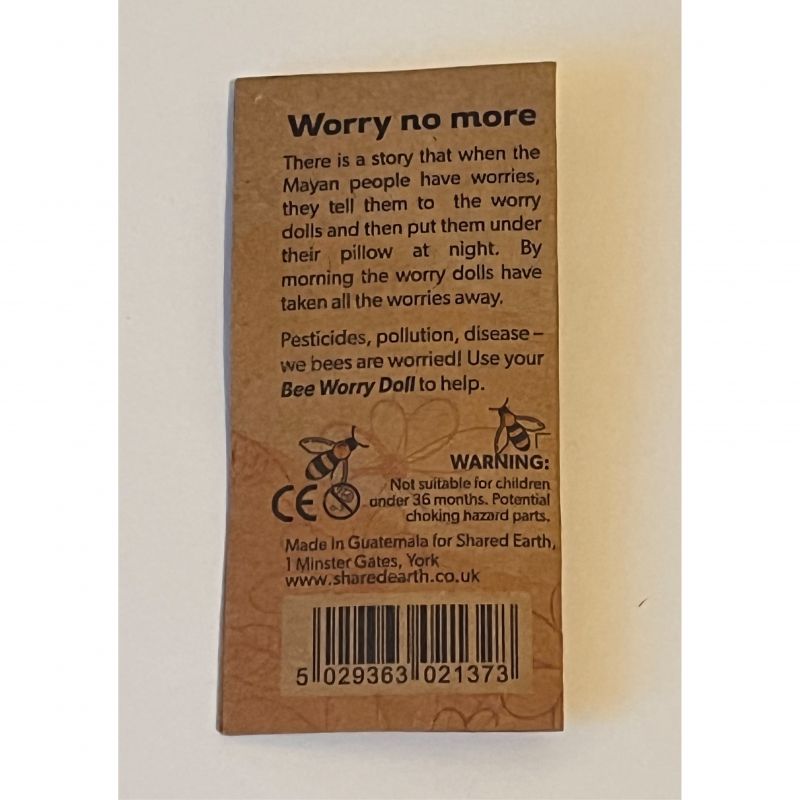 Worry no more
There is a story that when the
Mayan people have worries,
they tell them to the worry
dolls and then put them under
their pillow at night. By
morning the worry dolls have
taken all the worries away.
Pesticides, pollution, disease –
we bees are worried! Use your
Bee Worry Doll to help.
WARNING:
Not suitable for children
under 36 months. Potential
choking hazard parts.
CE
Made in Guatemala for Shared Earth,
1 Minster Gates, York
www.sharedearth.co.uk
5 029363 021373